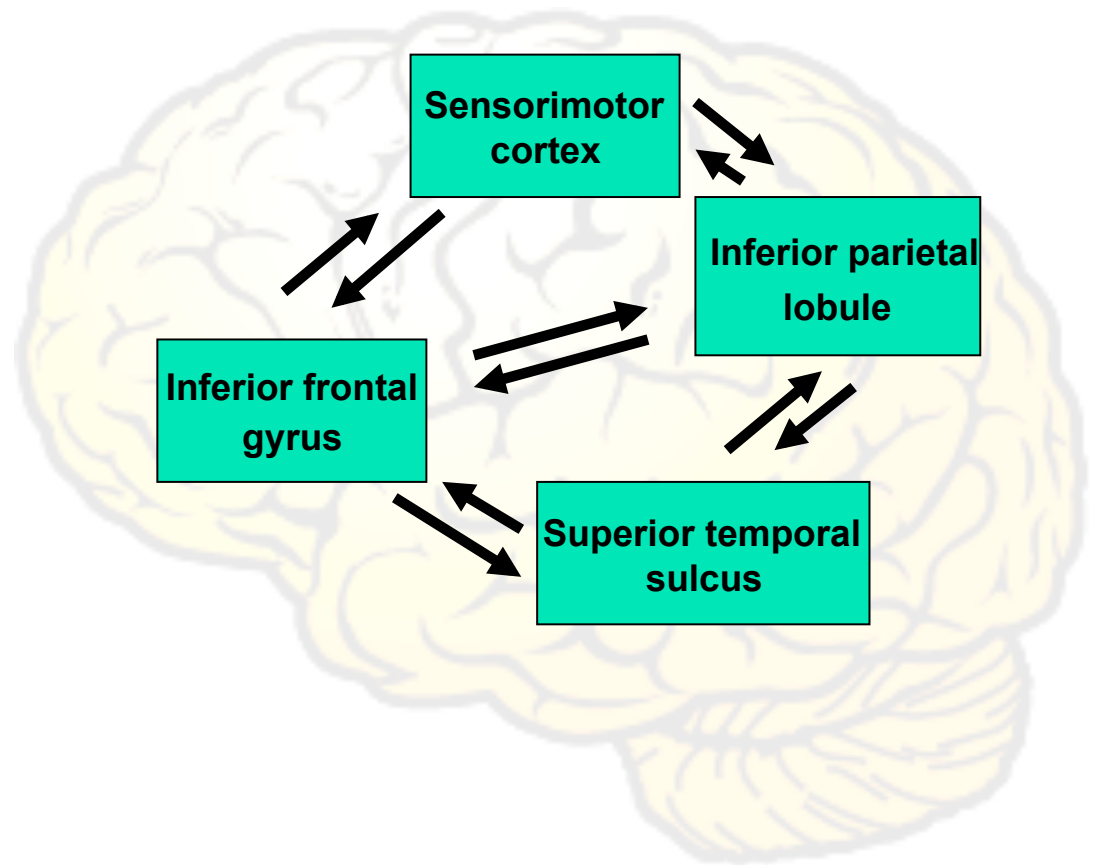 Sensorimotor
cortex
Inferior parietal
lobule
Inferior frontal
gyrus
Superior temporal
sulcus